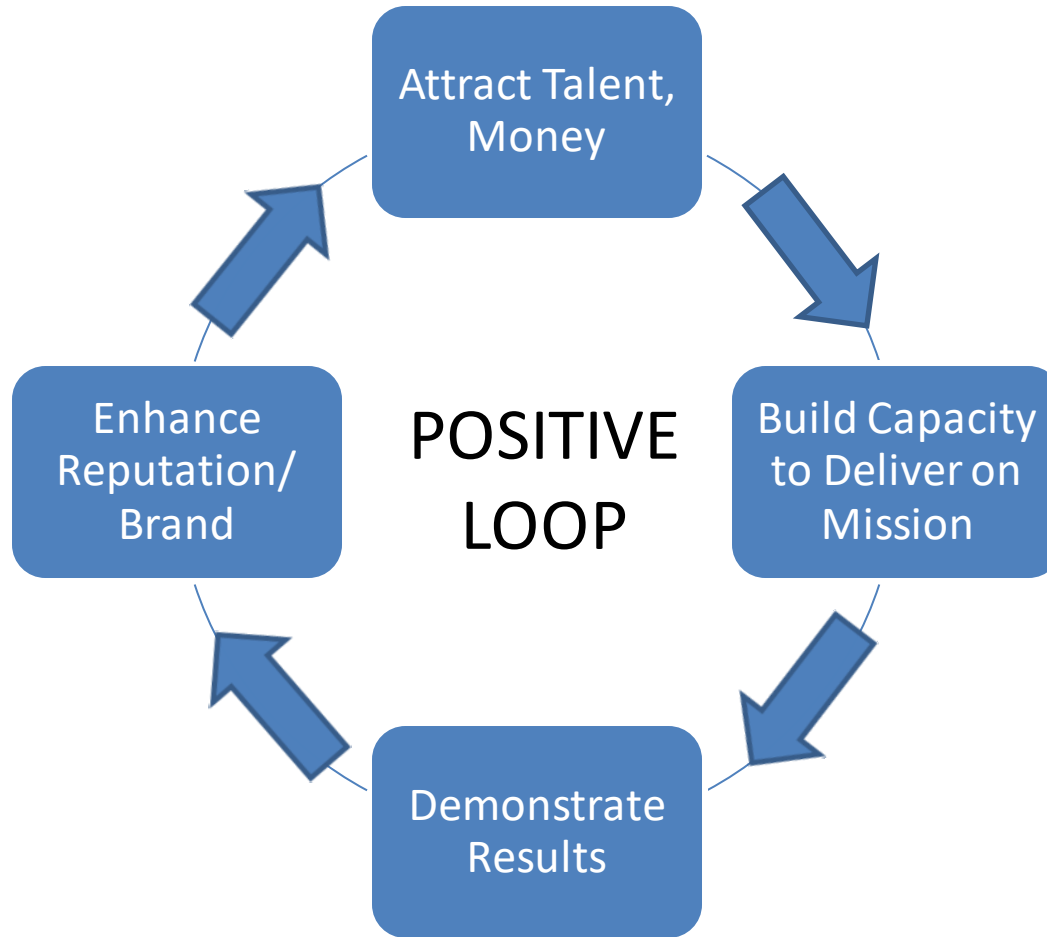 Attract Talent,
Money
Build Capacity
to Deliver on
Mission
Demonstrate
Results
Enhance
Reputation/
Brand
POSITIVE
LOOP